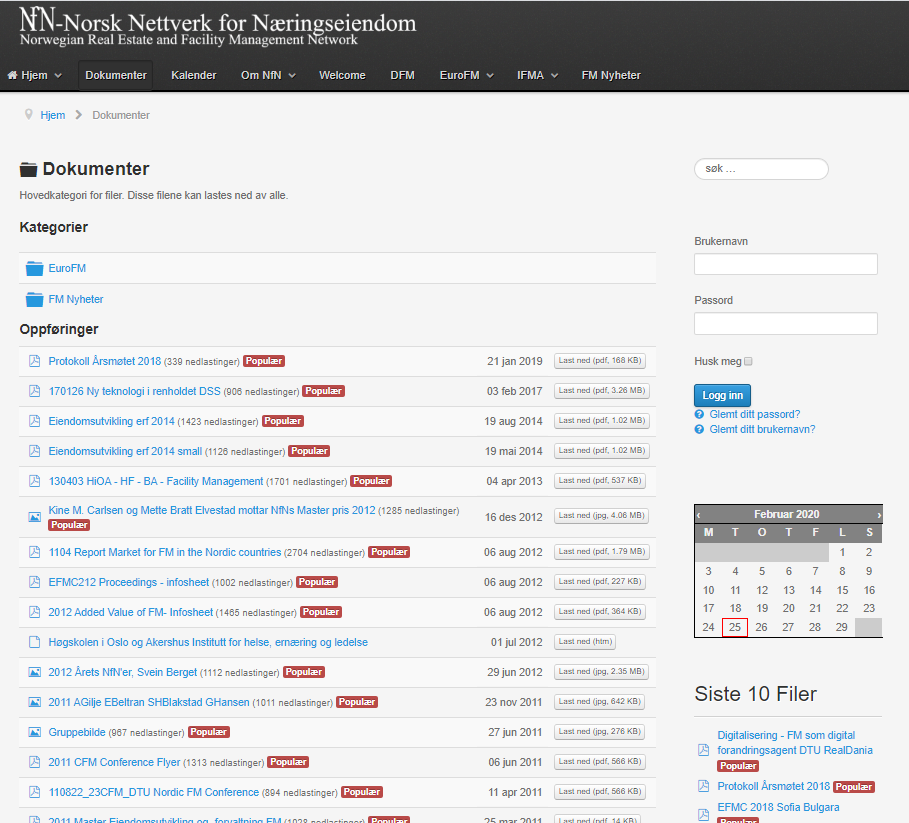 NfN-Norsk Nettverk for Næringseiendom
Norwegian Real Estate and Facility Management Network
Hjem Dokumenter Kalender Om NfN Welcome DFM EuroFM IFMA FM Nyheter
Hjem Dokumenter
Dokumenter
Hovedkategori for filer. Disse filene kan lastes ned av alle.
Kategorier
EuroFM
FM Nyheter
Oppføringer
Protokoll Årsmøtet 2018 (339 nedlastinger) Populær 21 jan 2019 Last ned (pdf, 168 KB)
170126 Ny teknologi i renholdet DSS (906 nedlastinger) Populær 03 feb 2017 Last ned (pdf, 3.26 MB)
Eiendomsutvikling erf 2014 (1423 nedlastinger) Populær 19 aug 2014 Last ned (pdf, 1.02 MB)
Eiendomsutvikling erf 2014 small (1126 nedlastinger) Populær 19 mai 2014 Last ned (pdf, 1.02 MB)
130403 HiOA - HF - BA - Facility Management (1701 nedlastinger) Populær 04 apr 2013 Last ned (pdf, 537 KB)
Kine M. Carlsen og Mette Bratt Elvestad mottar NfNs Master pris 2012 (1285 nedlastinger)
Populær 16 des 2012 Last ned (jpg, 4.06 MB)
1104 Report Market for FM in the Nordic countries (2704 nedlastinger) Populær 06 aug 2012 Last ned (pdf, 1.79 MB)
EFMC212 Proceedings - infosheet (1002 nedlastinger) Populær 06 aug 2012 Last ned (pdf, 227 KB)
2012 Added Value of FM- Infosheet (1465 nedlastinger) Populær 06 aug 2012 Last ned (pdf, 364 KB)
Høgskolen i Oslo og Akershus Institutt for helse, ernæring og ledelse 01 jul 2012 Last ned (htm)
2012 Årets NfN'er, Svein Berget (1112 nedlastinger) Populær 29 jun 2012 Last ned (jpg, 2.35 MB)
2011 AGilje EBeltran SHBlakstad GHansen (1011 nedlastinger) Populær 23 nov 2011 Last ned (jpg, 642 KB)
Gruppebilde (967 nedlastinger) Populær 27 jun 2011 Last ned (jpg, 276 KB)
2011 CFM Conference Flyer (1313 nedlastinger) Populær 06 jun 2011 Last ned (pdf, 566 KB)
110822_23CFM_DTU Nordic FM Conference (894 nedlastinger) Populær 11 apr 2011 Last ned (pdf, 566 KB)
2011 Master Eiendomsutvikling og -forvaltning FM (1028 nedlastinger) Populær 25 mar 2011 Last ned (pdf, 14 KB)
søk ...
Brukernavn
Passord
Husk meg
Logg inn
Glemt ditt passord?
Glemt ditt brukernavn?
‹ Februar 2020 ›
M T O T F L S
1 2
3 4 5 6 7 8 9
10 11 12 13 14 15 16
17 18 19 20 21 22 23
24 25 26 27 28 29
Siste 10 Filer
Digitalisering - FM som digital
forandringsagent DTU RealDania
Populær
Protokoll Årsmøtet 2018 Populær
EFMC 2018 Sofia Bulgara
Populær